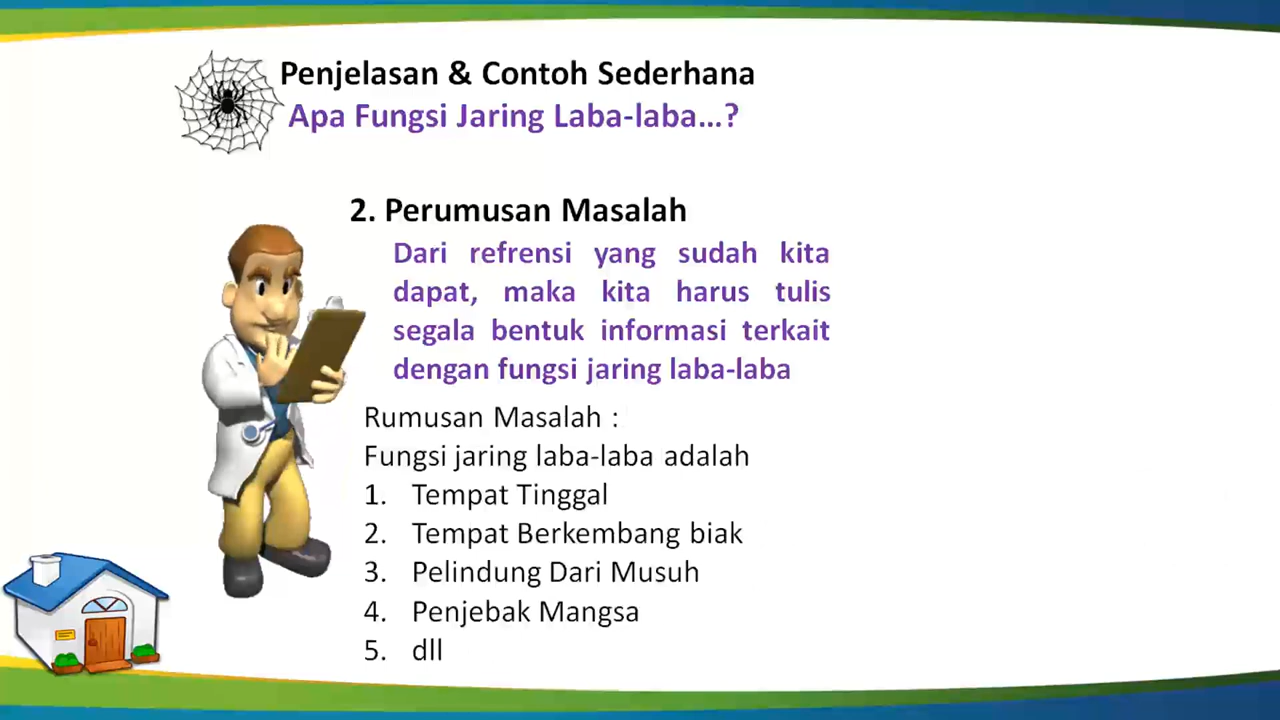 Penjelasan & Contoh Sederhana
Apa Fungsi Jaring Laba-laba...?
2. Perumusan Masalah
Dari refrensi yang sudah kita
dapat, maka kita harus tulis
segala bentuk informasi terkait
dengan fungsi jaring laba-laba
Rumusan Masalah :
Fungsi jaring laba-laba adalah
1. Tempat Tinggal
2. Tempat Berkembang biak
3. Pelindung Dari Musuh
4. Penjebak Mangsa
5. dll